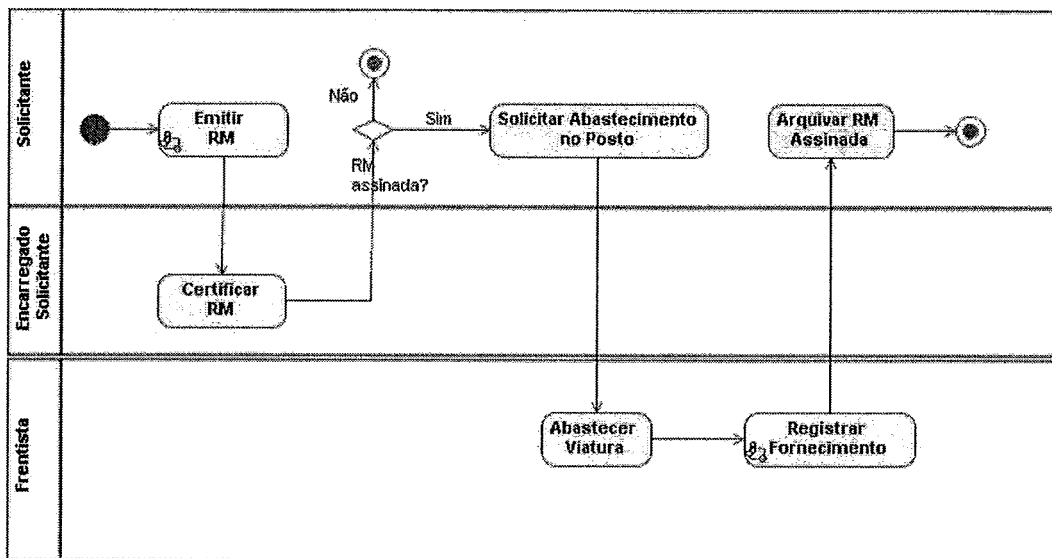 Solicitante
Emitir
RM
Não
Sim
RM
assinada?
Solicitar Abastecimento
no Posto
Arquivar RM
Assinada
Encarregado
Solicitante
Certificar
RM
Frentista
Abastecer
Viatura
Registrar
Fornecimento